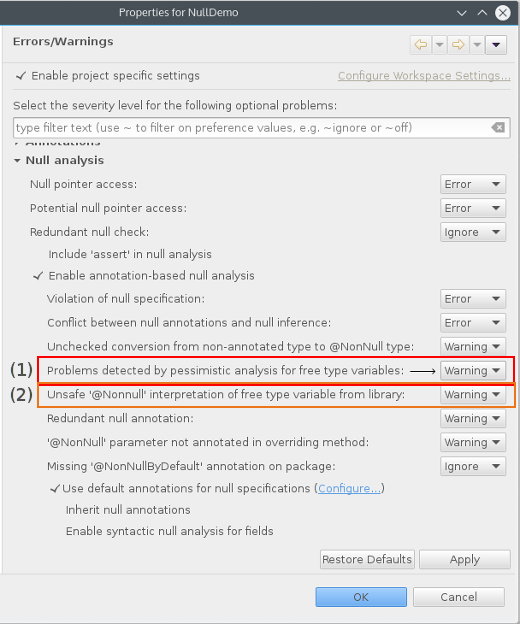 Properties for NullDemo
Errors/Warnings
Enable project specific settings Configure Workspace Settings...
Select the severity level for the following optional problems:
type filter text (use ~ to filter on preference values, e.g. ~ignore or ~off)
Annotations
Null analysis
Null pointer access: Error
Potential null pointer access: Error
Redundant null check: Ignore
Include 'assert' in null analysis
Enable annotation-based null analysis
Violation of null specification: Error
Conflict between null annotations and null inference: Error
Unchecked conversion from non-annotated type to @NonNull type: Warning
(1) Problems detected by pessimistic analysis for free type variables: Warning
(2) Unsafe '@Nonnull' interpretation of free type variable from library: Warning
Redundant null annotation: Warning
'@NonNull' parameter not annotated in overriding method: Warning
Missing '@NonNullByDefault' annotation on package: Ignore
Use default annotations for null specifications (Configure...)
Inherit null annotations
Enable syntactic null analysis for fields
Restore Defaults Apply
OK Cancel